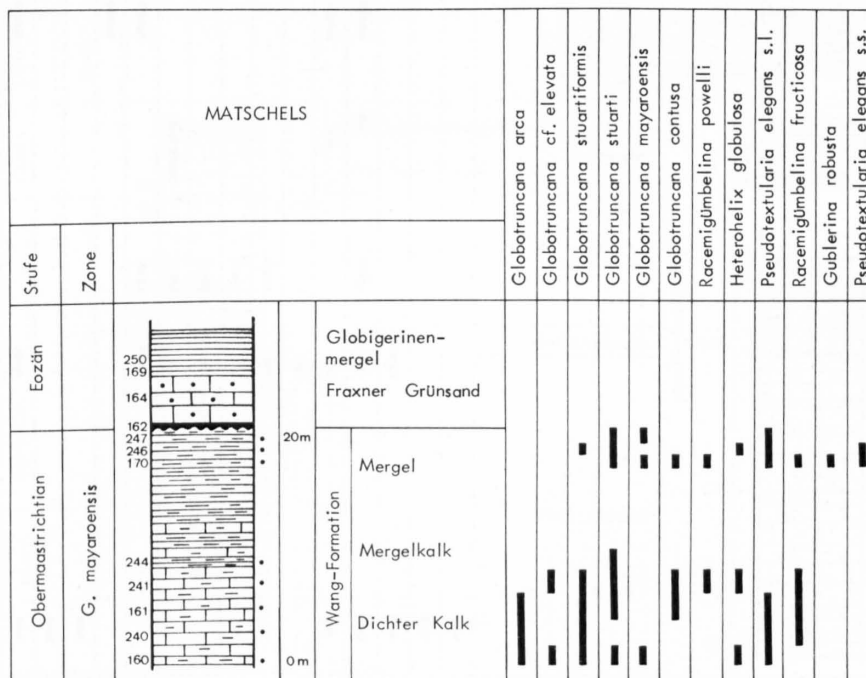 MATSCHELS
Globotruncana arca
Globotruncana cf. elevata
Globotruncana stuartiformis
Globotruncana stuarti
Globotruncana mayaroensis
Globotruncana contusa
Racemigümbelina powelli
Heterohelix globulosa
Pseudotextularia elegans s.l.
Racemigümbelina fructicosa
Gublerina robusta
Pseudotextularia elegans s.s.
Stufe
Zone
Eozän
250
169
164
162
Globigerinen-
mergel
Fraxner Grünsand
Obermaastrichtian
G. mayaroensis
247
246
170
244
241
161
240
160
20m
0m
Wang-Formation
Mergel
Mergelkalk
Dichter Kalk